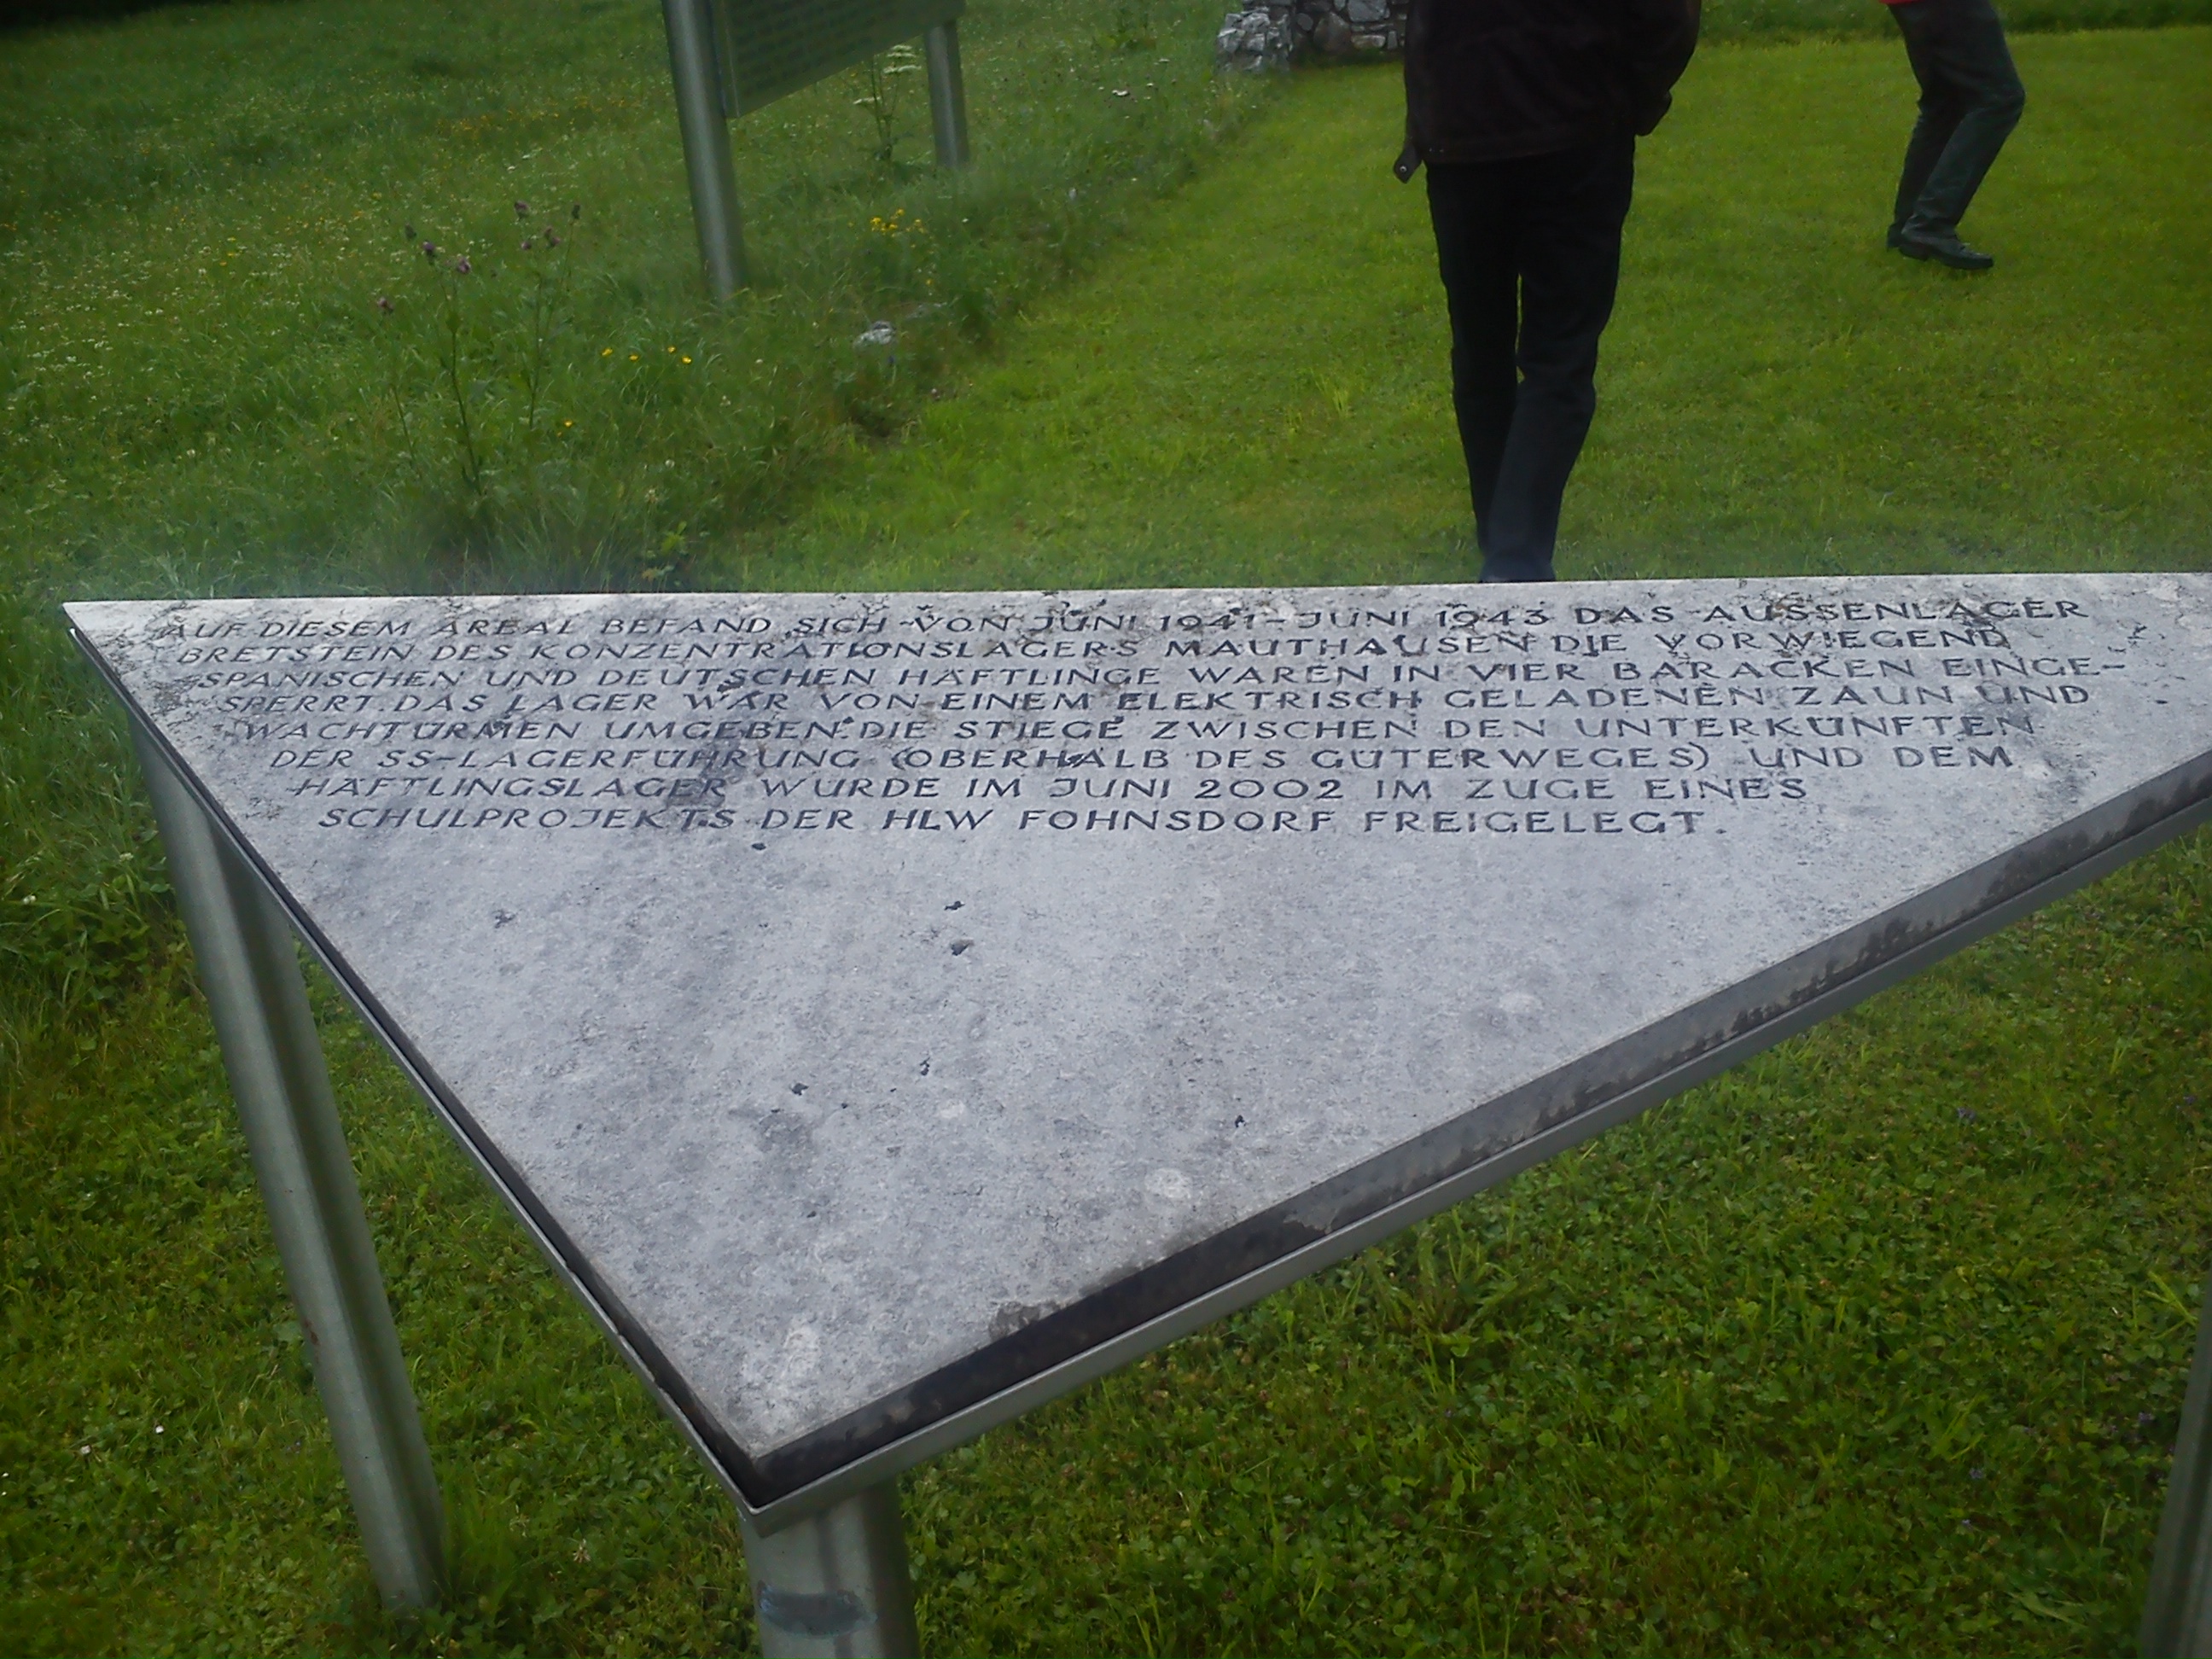 AUF DIESEM AREAL BEFAND SICH VON JUNI 1941-JUNI 1943 DAS AUSSENLAGER
BRETSTEIN DES KONZENTRATIONSLAGERS MAUTHAUSEN. DIE VORWIEGEND
SPANISCHEN UND DEUTSCHEN HÄFTLINGE WAREN IN VIER BARACKEN EINGE-
SPERRT. DAS LAGER WAR VON EINEM ELEKTRISCH GELADENEN ZAUN UND
WACHTÜRMEN UMGEBEN. DIE STIEGE ZWISCHEN DEN UNTERKÜNFTEN
DER SS-LAGERFÜHRUNG (OBERHALB DES GÜTERWEGES) UND DEM
HÄFTLINGSLAGER WURDE IM JUNI 2002 IM ZUGE EINES
SCHULPROJEKTS DER HLW FOHNSDORF FREIGELEGT.